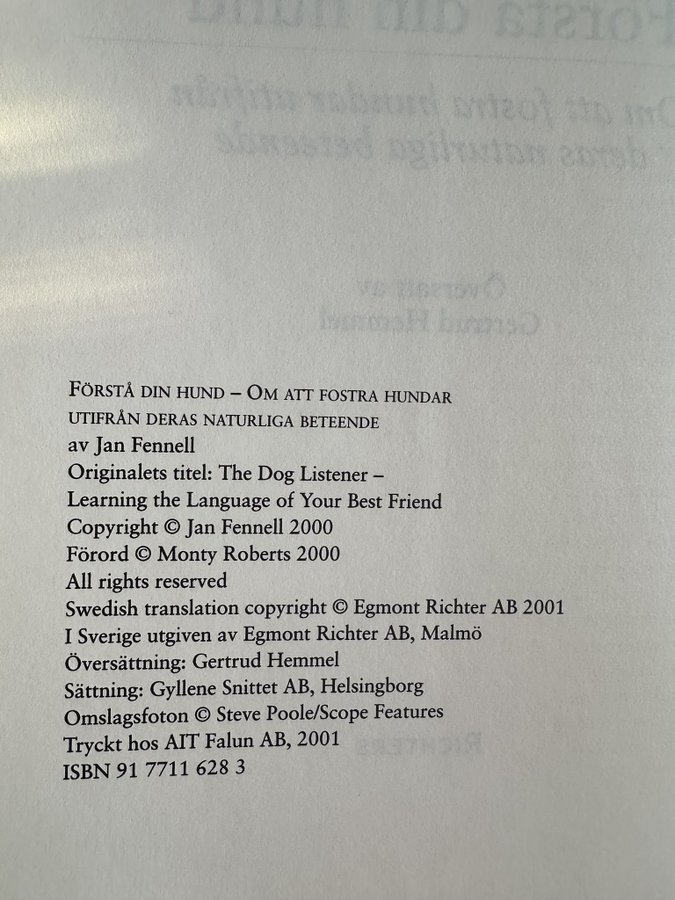 FÖRSTÅ DIN HUND – OM ATT FOSTRA HUNDAR
UTIFRÅN DERAS NATURLIGA BETEENDE
av Jan Fennell
Originalets titel: The Dog Listener –
Learning the Language of Your Best Friend
Copyright © Jan Fennell 2000
Förord © Monty Roberts 2000
All rights reserved
Swedish translation copyright © Egmont Richter AB 2001
I Sverige utgiven av Egmont Richter AB, Malmö
Översättning: Gertrud Hemmel
Sättning: Gyllene Snittet AB, Helsingborg
Omslagsfoton © Steve Poole/Scope Features
Tryckt hos AIT Falun AB, 2001
ISBN 91 7711 628 3